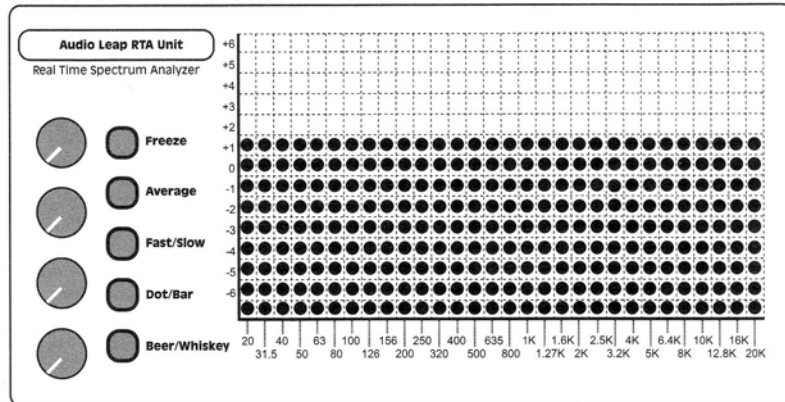 Audio Leap RTA Unit
Real Time Spectrum Analyzer
Freeze
Average
Fast/Slow
Dot/Bar
Beer/Whiskey
+6
+5
+4
+3
+2
+1
0
-1
-2
-3
-4
-5
-6
20 40 63 100 156 250 400 635 1K 1.6K 2.5K 4K 6.4K 10K 16K
31.5 50 80 126 200 320 500 800 1.27K 2K 3.2K 5K 8K 12.8K 20K